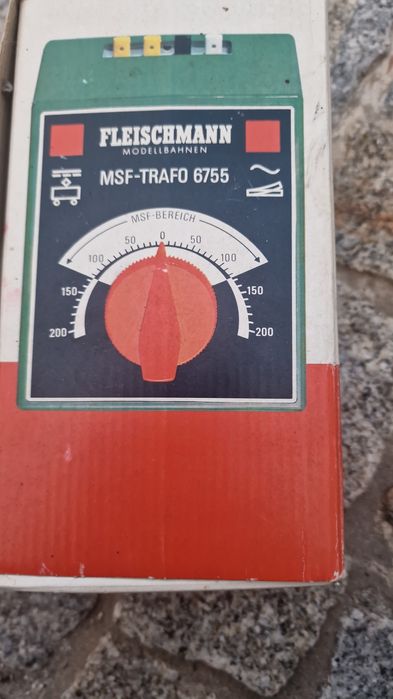 FLEISCHMANN
MODELLBAHNEN
MSF-TRAFO 6755
MSF-BEREICH
200 150 100 50 0 50 100 150 200